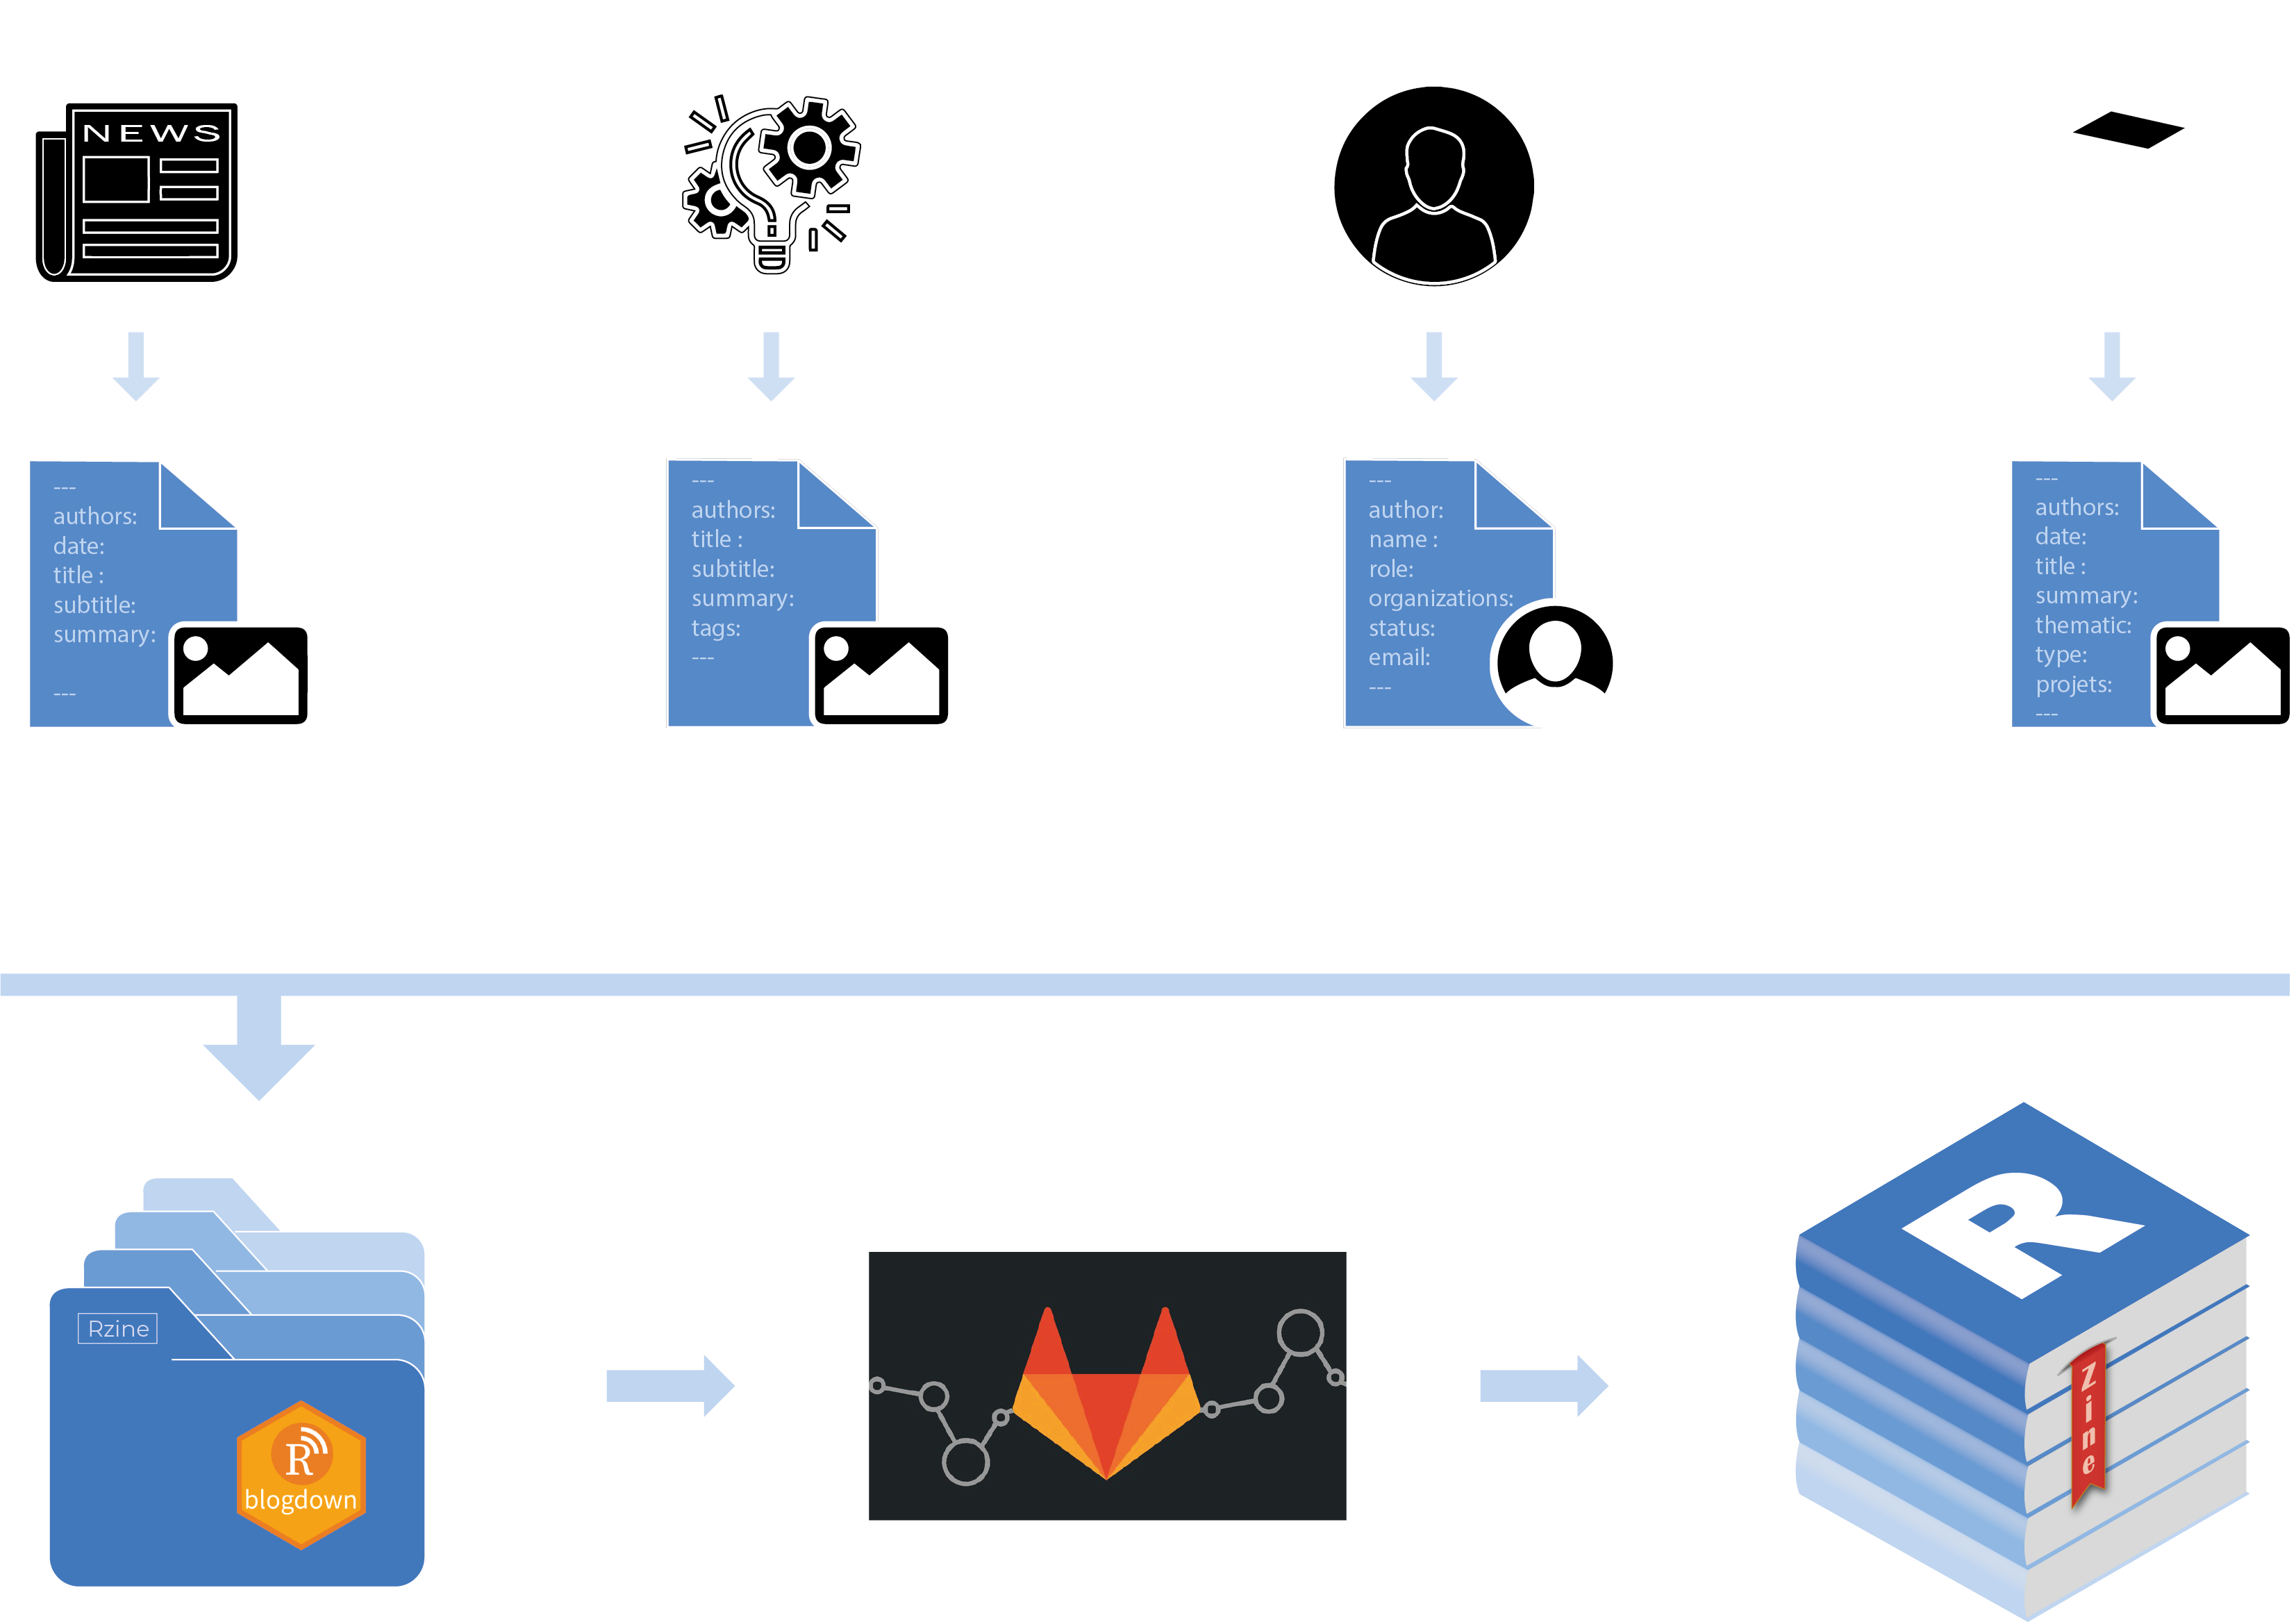 NEWS
---
authors:
date:
title :
subtitle:
summary:
---
---
authors:
title :
subtitle:
summary:
tags:
---
---
author:
name :
role:
organizations:
status:
email:
---
---
authors:
date:
title :
summary:
thematic:
type:
projets:
---
Rzine
R
blogdown
R
zine